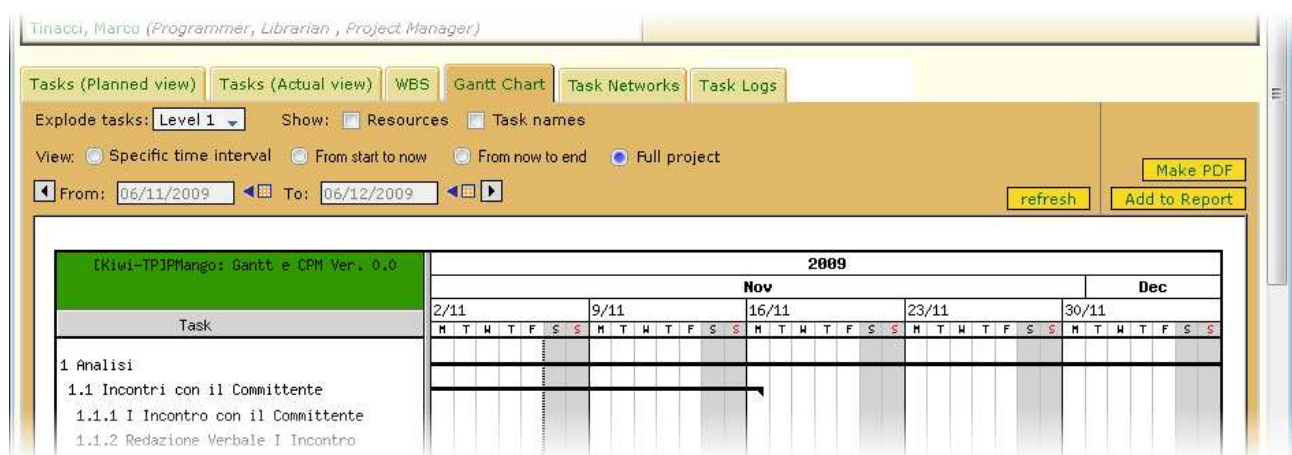 Tinacci, Marco (Programmer, Librarian , Project Manager)
Tasks (Planned view) Tasks (Actual view) WBS Gantt Chart Task Networks Task Logs
Explode tasks: Level 1 Show: Resources Task names
View: Specific time interval From start to now From now to end Full project
Make PDF
From: 06/11/2009 To: 06/12/2009 refresh Add to Report
[Kiwi-TP]PMango: Gantt e CPM Ver. 0.0 2009
Nov Dec
2/11 9/11 16/11 23/11 30/11
Task M T W T F S S M T W T F S S M T W T F S S M T W T F S S M T W T F S S
1 Analisi
1.1 Incontri con il Committente
1.1.1 I Incontro con il Committente
1.1.2 Redazione Verbale I Incontro